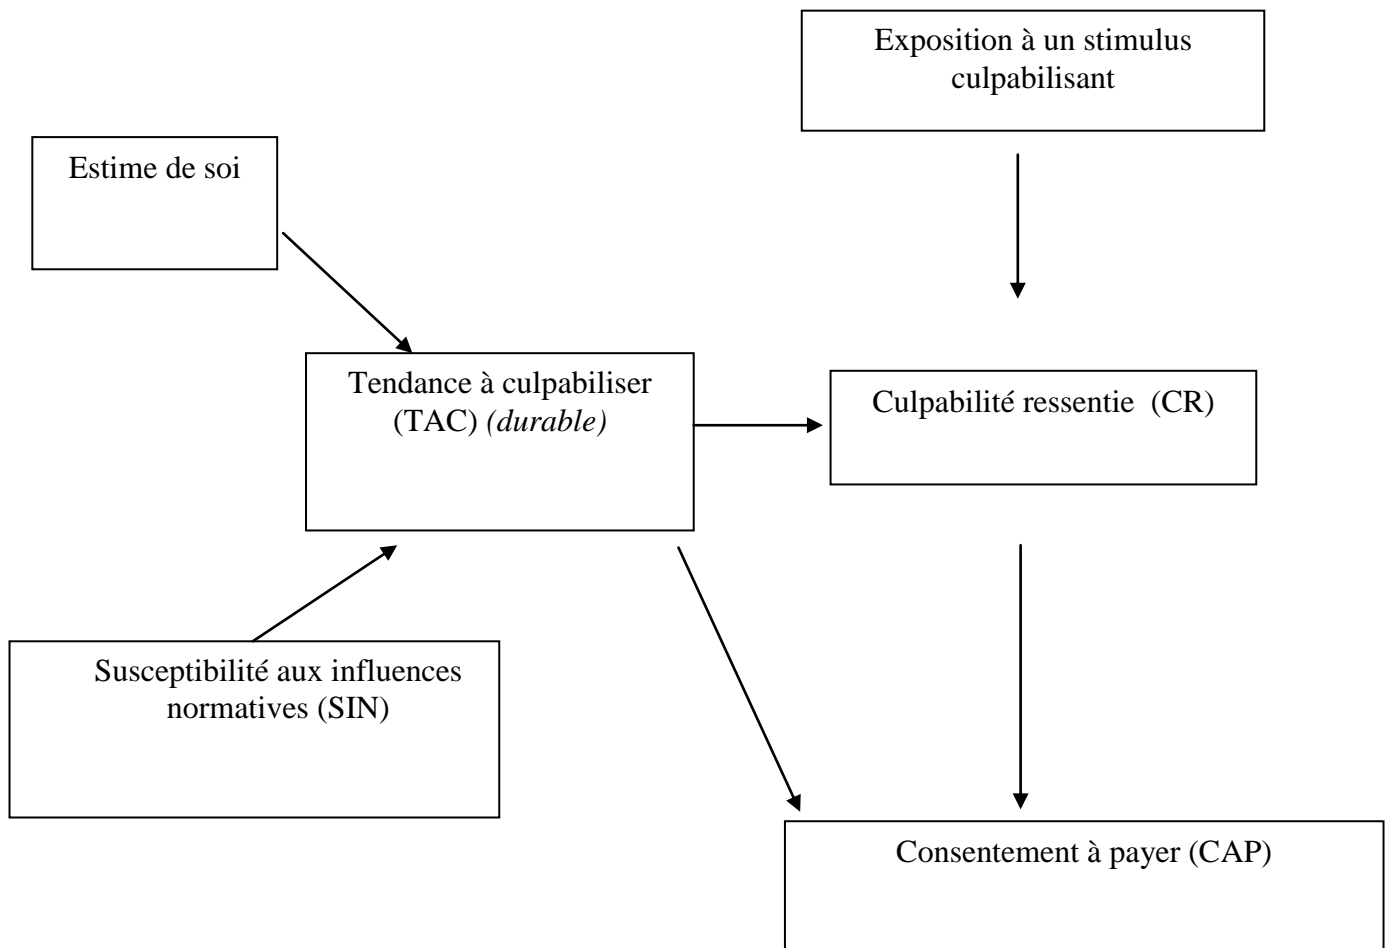 Exposition à un stimulus
culpabilisant
Estime de soi
Tendance à culpabiliser
(TAC) (durable)
Culpabilité ressentie  (CR)
Susceptibilité aux influences
normatives (SIN)
Consentement à payer (CAP)